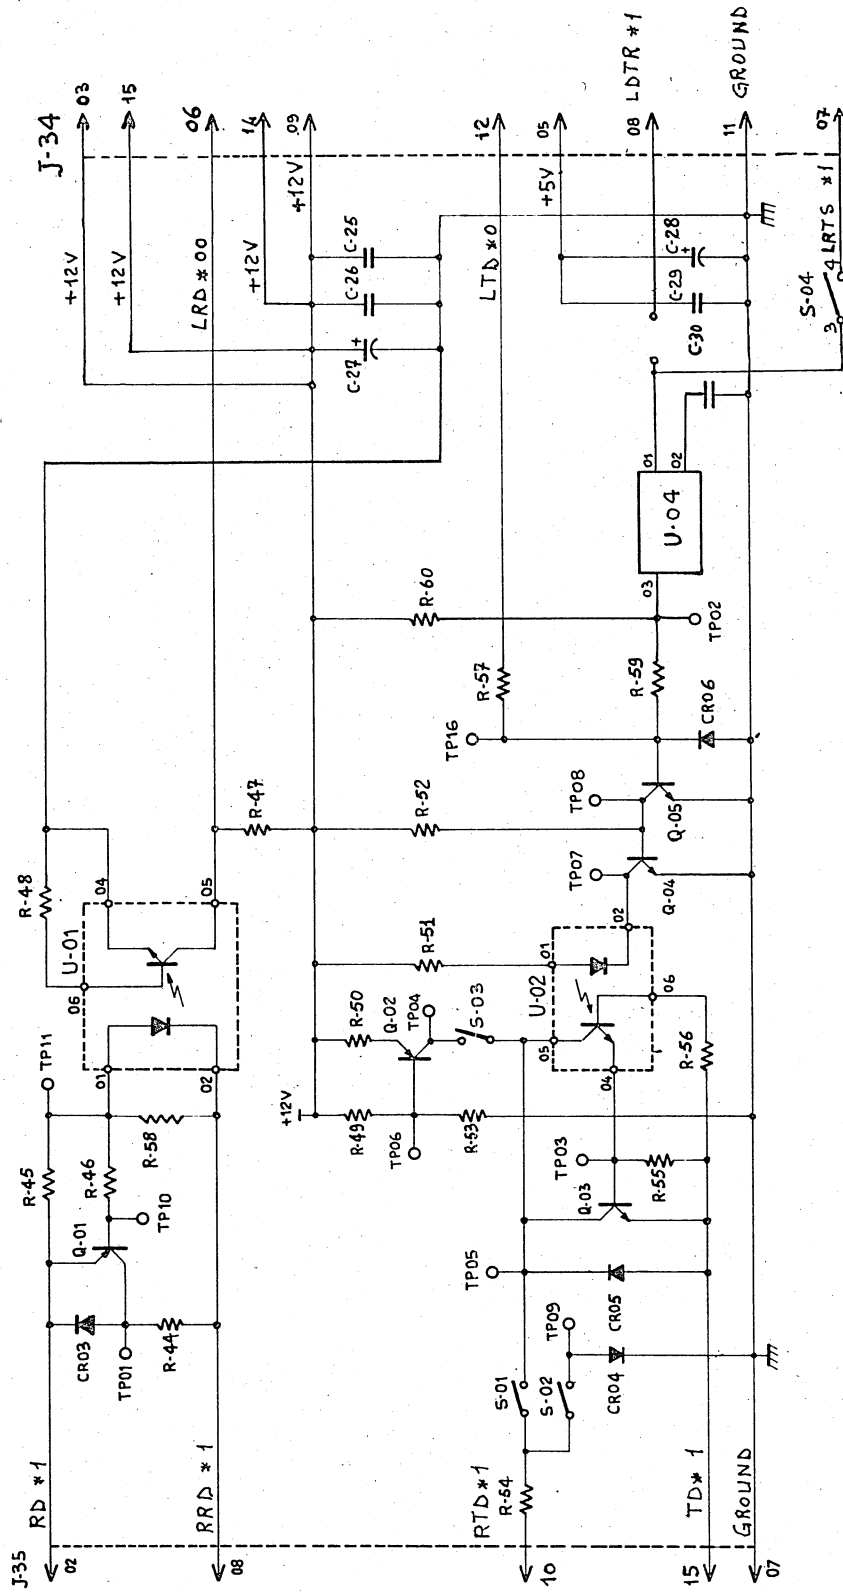 J-34
03
15
06
14
09
12
05
08 LDTR *1
11 GROUND
07
+12V
+12V
LRD*00
+12V
+12V
LTD*0
+5V
S-04
4 LRTS *1
3
C-25
C-26
C-27
+
C-28
+
C-29
C-30
01
02
U-04
03
R-60
TP02
R-57
R-59
TP16
CR06
R-47
R-52
TP08
Q-05
TP07
Q-04
R-48
04
05
U-01
06
01
02
R-51
01
02
U-02
05
04
06
R-50
Q-02
TP04
S-03
R-56
TP11
+12V
R-49
TP06
R-53
R-58
R-45
R-46
TP10
Q-01
TP03
R-55
Q-03
TP05
CR05
CR03
TP01
R-44
TP09
CR04
S-01
S-02
R-54
RD*1
RRD*1
RTD*1
TD*1
GROUND
J-35
02
08
10
15
07